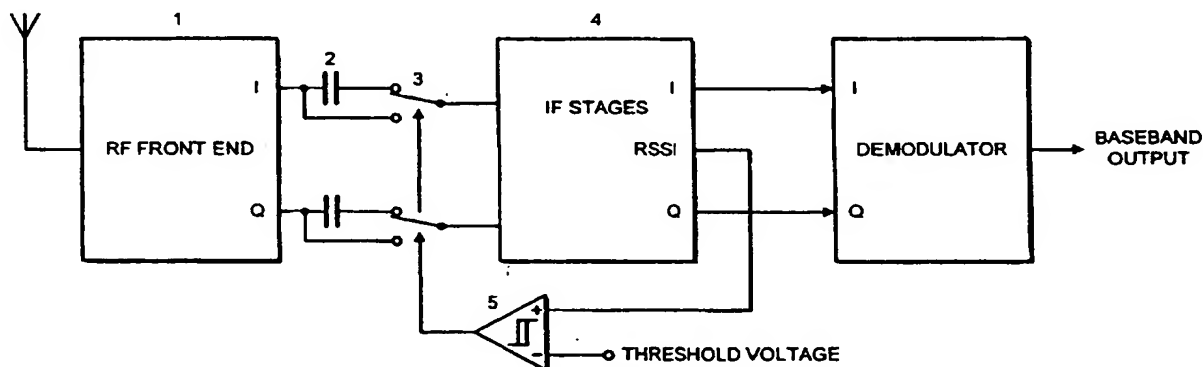 1
2
3
4
I
I
I
IF STAGES
RF FRONT END
RSSI
DEMODULATOR
BASEBAND
OUTPUT
Q
Q
Q
5
+
−
THRESHOLD VOLTAGE